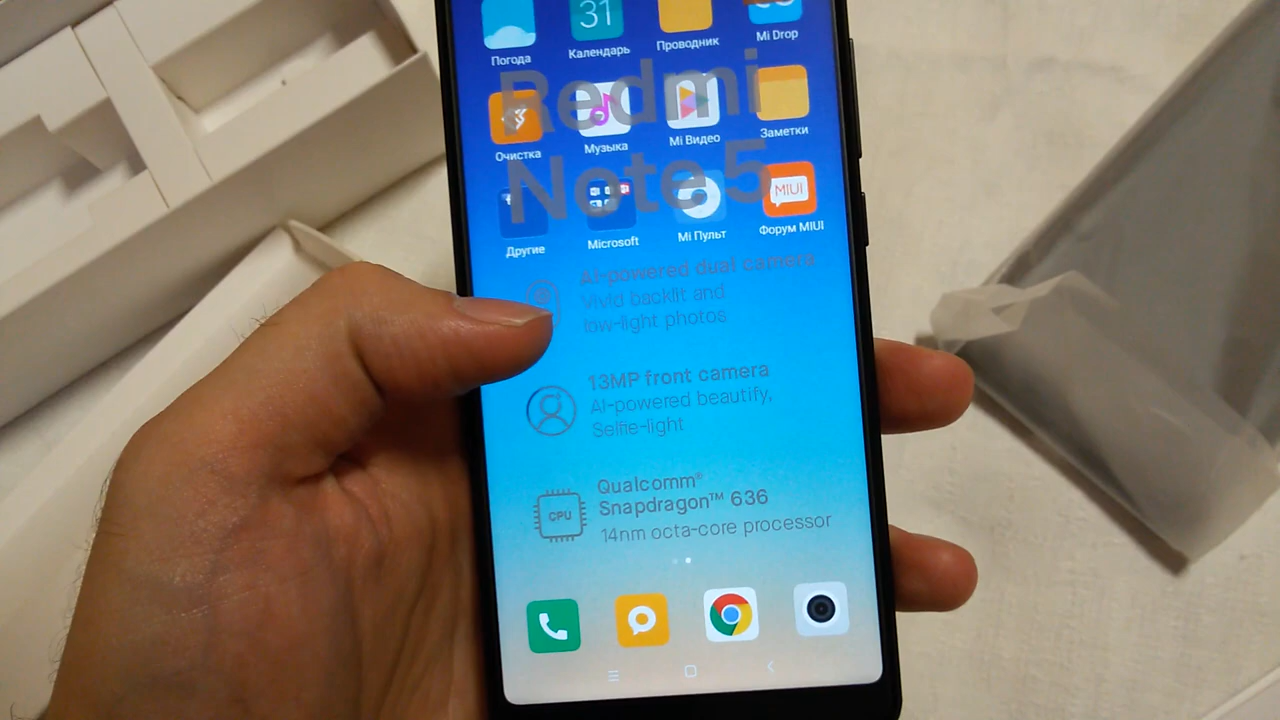 31
Погода
Календарь
Проводник
Mi Drop
Redmi
Note 5
Очистка
Музыка
Mi Видео
Заметки
MIUI
Другие
Microsoft
Mi Пульт
Форум MIUI
AI-powered dual camera
Vivid backlit and
low-light photos
13MP front camera
AI-powered beautify,
Selfie-light
CPU
Qualcomm®
Snapdragon™ 636
14nm octa-core processor